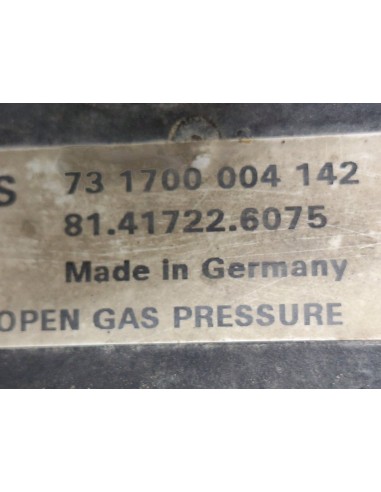 S 73 1700 004 142
81.41722.6075
Made in Germany
OPEN GAS PRESSURE